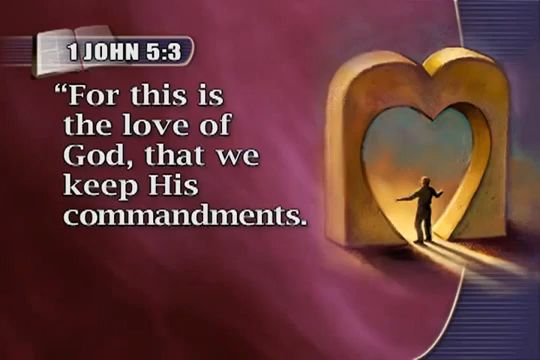 1 JOHN 5:3
“For this is
the love of
God, that we
keep His
commandments.